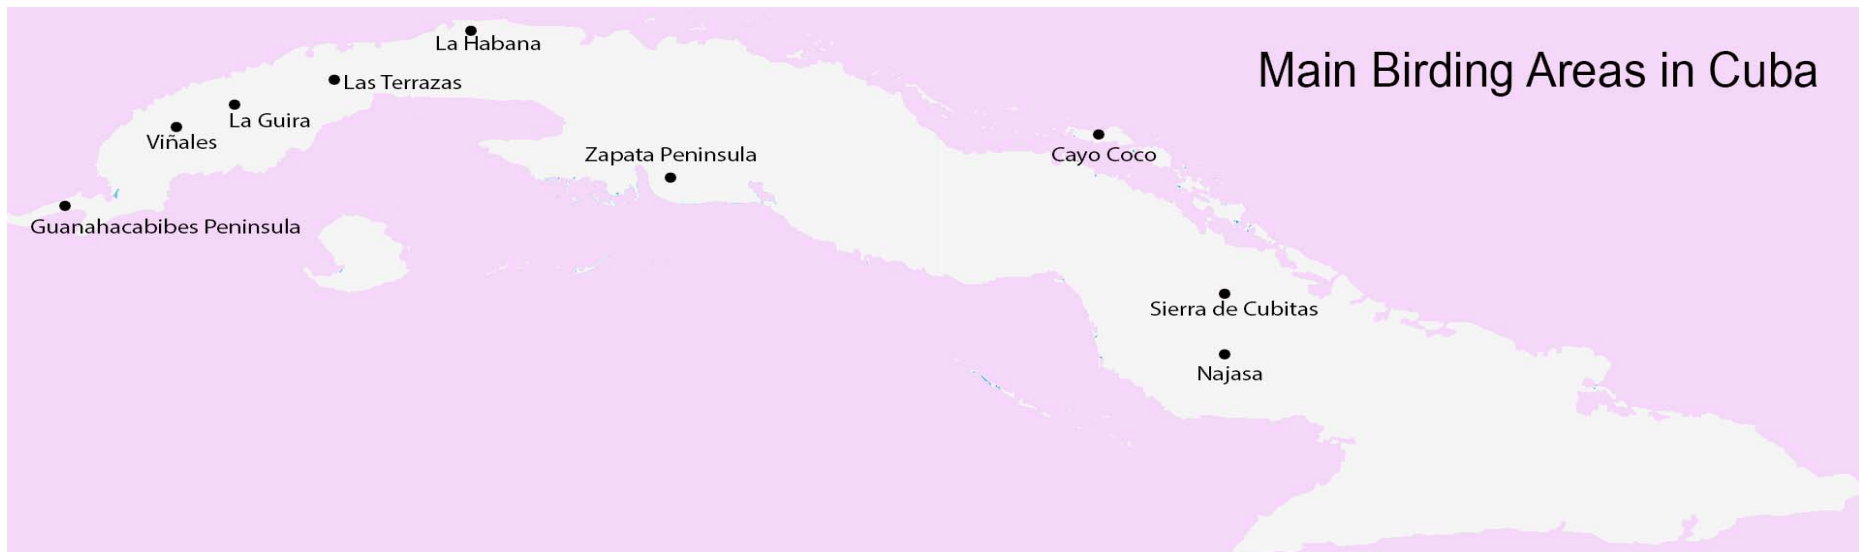 La Habana
Main Birding Areas in Cuba
Las Terrazas
La Guira
Viñales
Zapata Peninsula
Cayo Coco
Guanahacabibes Peninsula
Sierra de Cubitas
Najasa